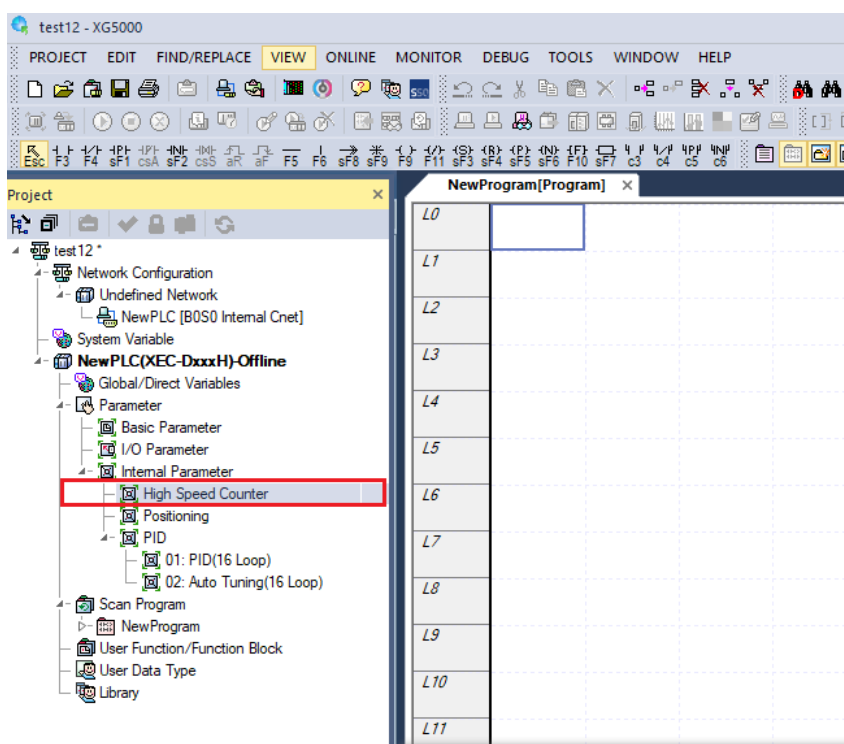 test12 - XG5000
PROJECT EDIT FIND/REPLACE VIEW ONLINE MONITOR DEBUG TOOLS WINDOW HELP
Esc F3 F4 sF1 csA sF2 csS aR aF F5 F6 sF8 sF9 F9 F11 sF3 sF4 sF5 sF6 F10 sF7 c3 c4 c5 c6
Project
test12 *
Network Configuration
Undefined Network
NewPLC [B0S0 Internal Cnet]
System Variable
NewPLC(XEC-DxxxH)-Offline
Global/Direct Variables
Parameter
Basic Parameter
I/O Parameter
Internal Parameter
High Speed Counter
Positioning
PID
01: PID(16 Loop)
02: Auto Tuning(16 Loop)
Scan Program
NewProgram
User Function/Function Block
User Data Type
Library
NewProgram[Program]
L0
L1
L2
L3
L4
L5
L6
L7
L8
L9
L10
L11